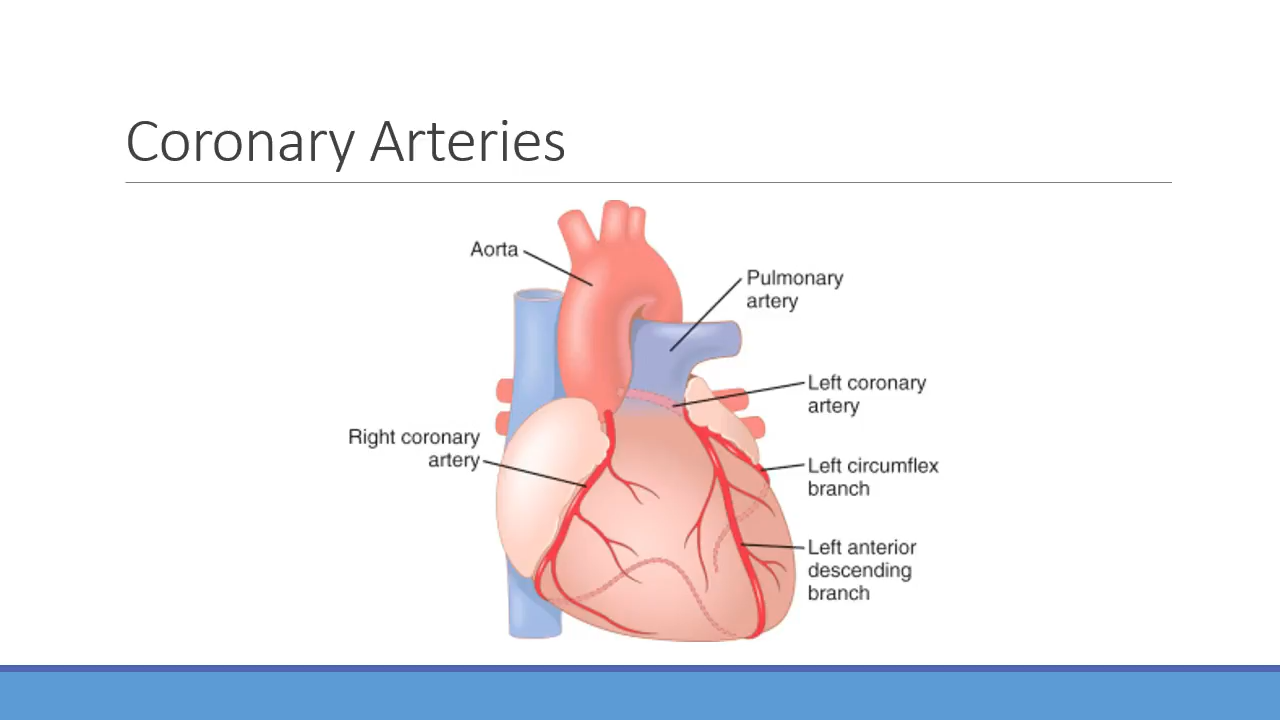 Coronary Arteries
Aorta
Pulmonary
artery
Left coronary
artery
Right coronary
artery
Left circumflex
branch
Left anterior
descending
branch